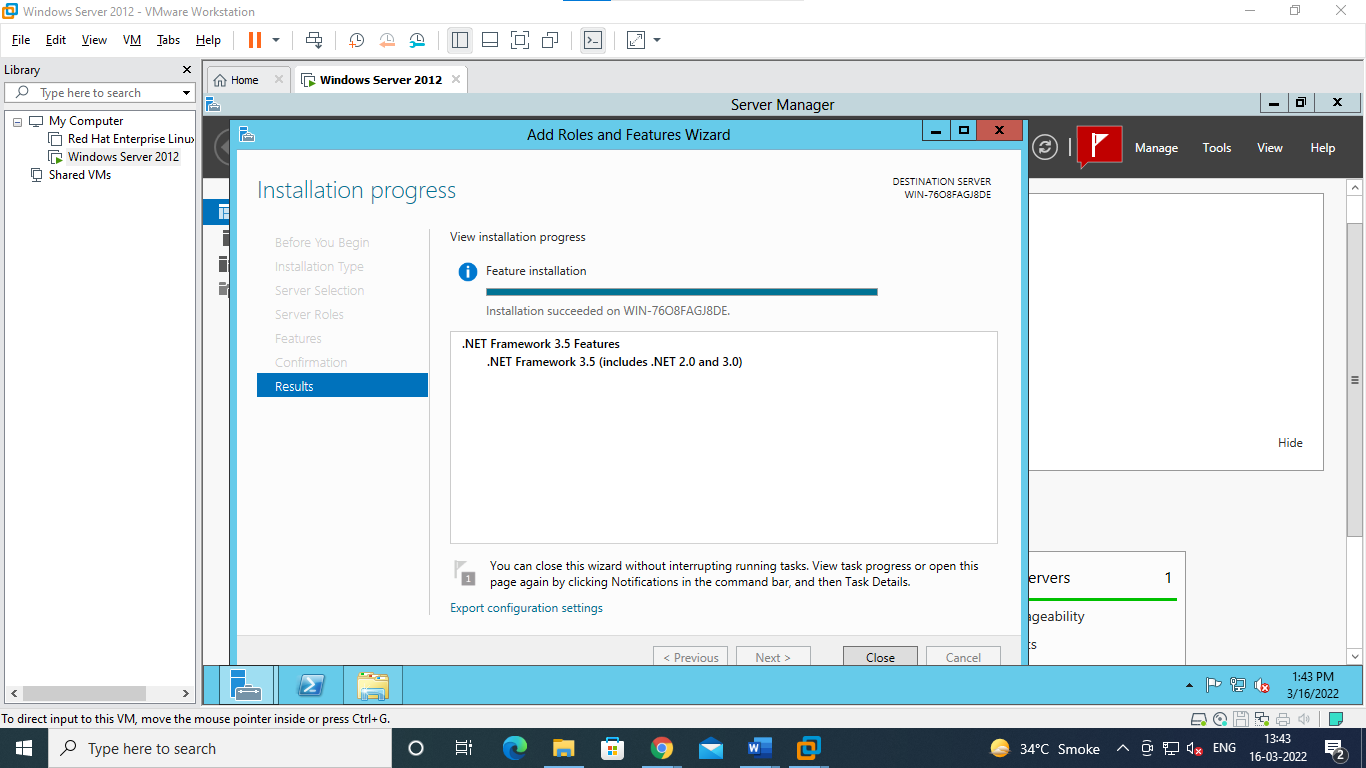 Windows Server 2012 - VMware Workstation
File Edit View VM Tabs Help
Library
Type here to search
My Computer
Red Hat Enterprise Linux
Windows Server 2012
Shared VMs
Home
Windows Server 2012
Server Manager
Manage Tools View Help
Add Roles and Features Wizard
Installation progress
DESTINATION SERVER
WIN-76O8FAGJ8DE
Before You Begin
Installation Type
Server Selection
Server Roles
Features
Confirmation
Results
View installation progress
Feature installation
Installation succeeded on WIN-76O8FAGJ8DE.
.NET Framework 3.5 Features
.NET Framework 3.5 (includes .NET 2.0 and 3.0)
1
You can close this wizard without interrupting running tasks. View task progress or open this
page again by clicking Notifications in the command bar, and then Task Details.
Export configuration settings
< Previous Next > Close Cancel
Hide
ervers 1
ageability
ts
1:43 PM
3/16/2022
To direct input to this VM, move the mouse pointer inside or press Ctrl+G.
Type here to search
34°C Smoke
ENG
13:43
16-03-2022
2